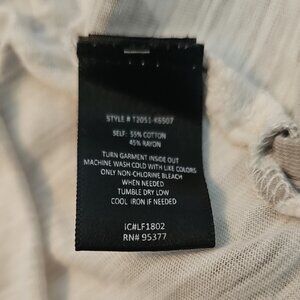 STYLE # T2051-K6507
SELF: 55% COTTON
45% RAYON
TURN GARMENT INSIDE OUT
MACHINE WASH COLD WITH LIKE COLORS
ONLY NON-CHLORINE BLEACH
WHEN NEEDED
TUMBLE DRY LOW
COOL IRON IF NEEDED
IC#LF1802
RN# 95377